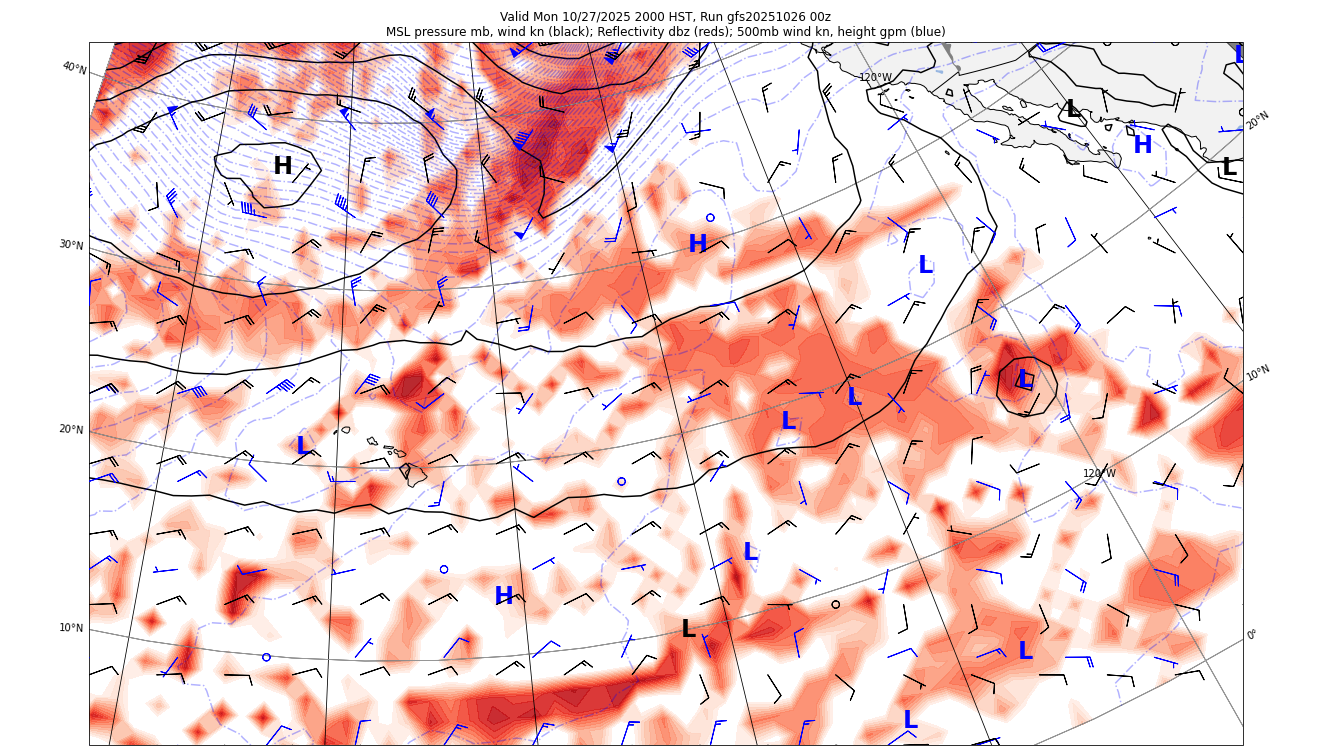 Valid Mon 10/27/2025 2000 HST, Run gfs20251026 00z
MSL pressure mb, wind kn (black); Reflectivity dbz (reds); 500mb wind kn, height gpm (blue)
L
40°N
120°W
L
20°N
H
H
L
30°N
H
L
10°N
L
L
L
20°N
L
120°W
L
H
10°N
L
0°
L
L